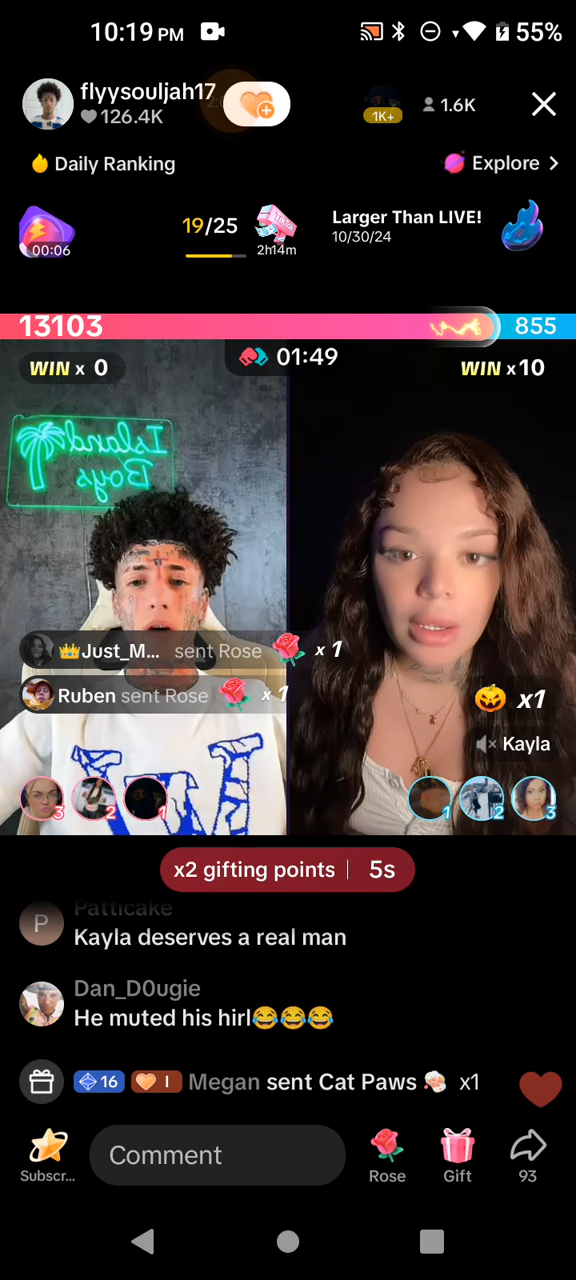 10:19 PM
55%
flyysouljah17
126.4K
1K+
1.6K
Daily Ranking
Explore >
00:06
19/25
TikTok
2h14m
Larger Than LIVE!
10/30/24
13103
855
WIN x 0
01:49
WIN x10
Island
Boys
Just_M... sent Rose x 1
Ruben sent Rose x 1
x1
Kayla
3
2
1
1
2
3
x2 gifting points | 5s
P
Patticake
Kayla deserves a real man
Dan_D0ugie
He muted his hirl😂😂😂
16 I Megan sent Cat Paws x1
Subscr...
Comment
Rose
Gift
93